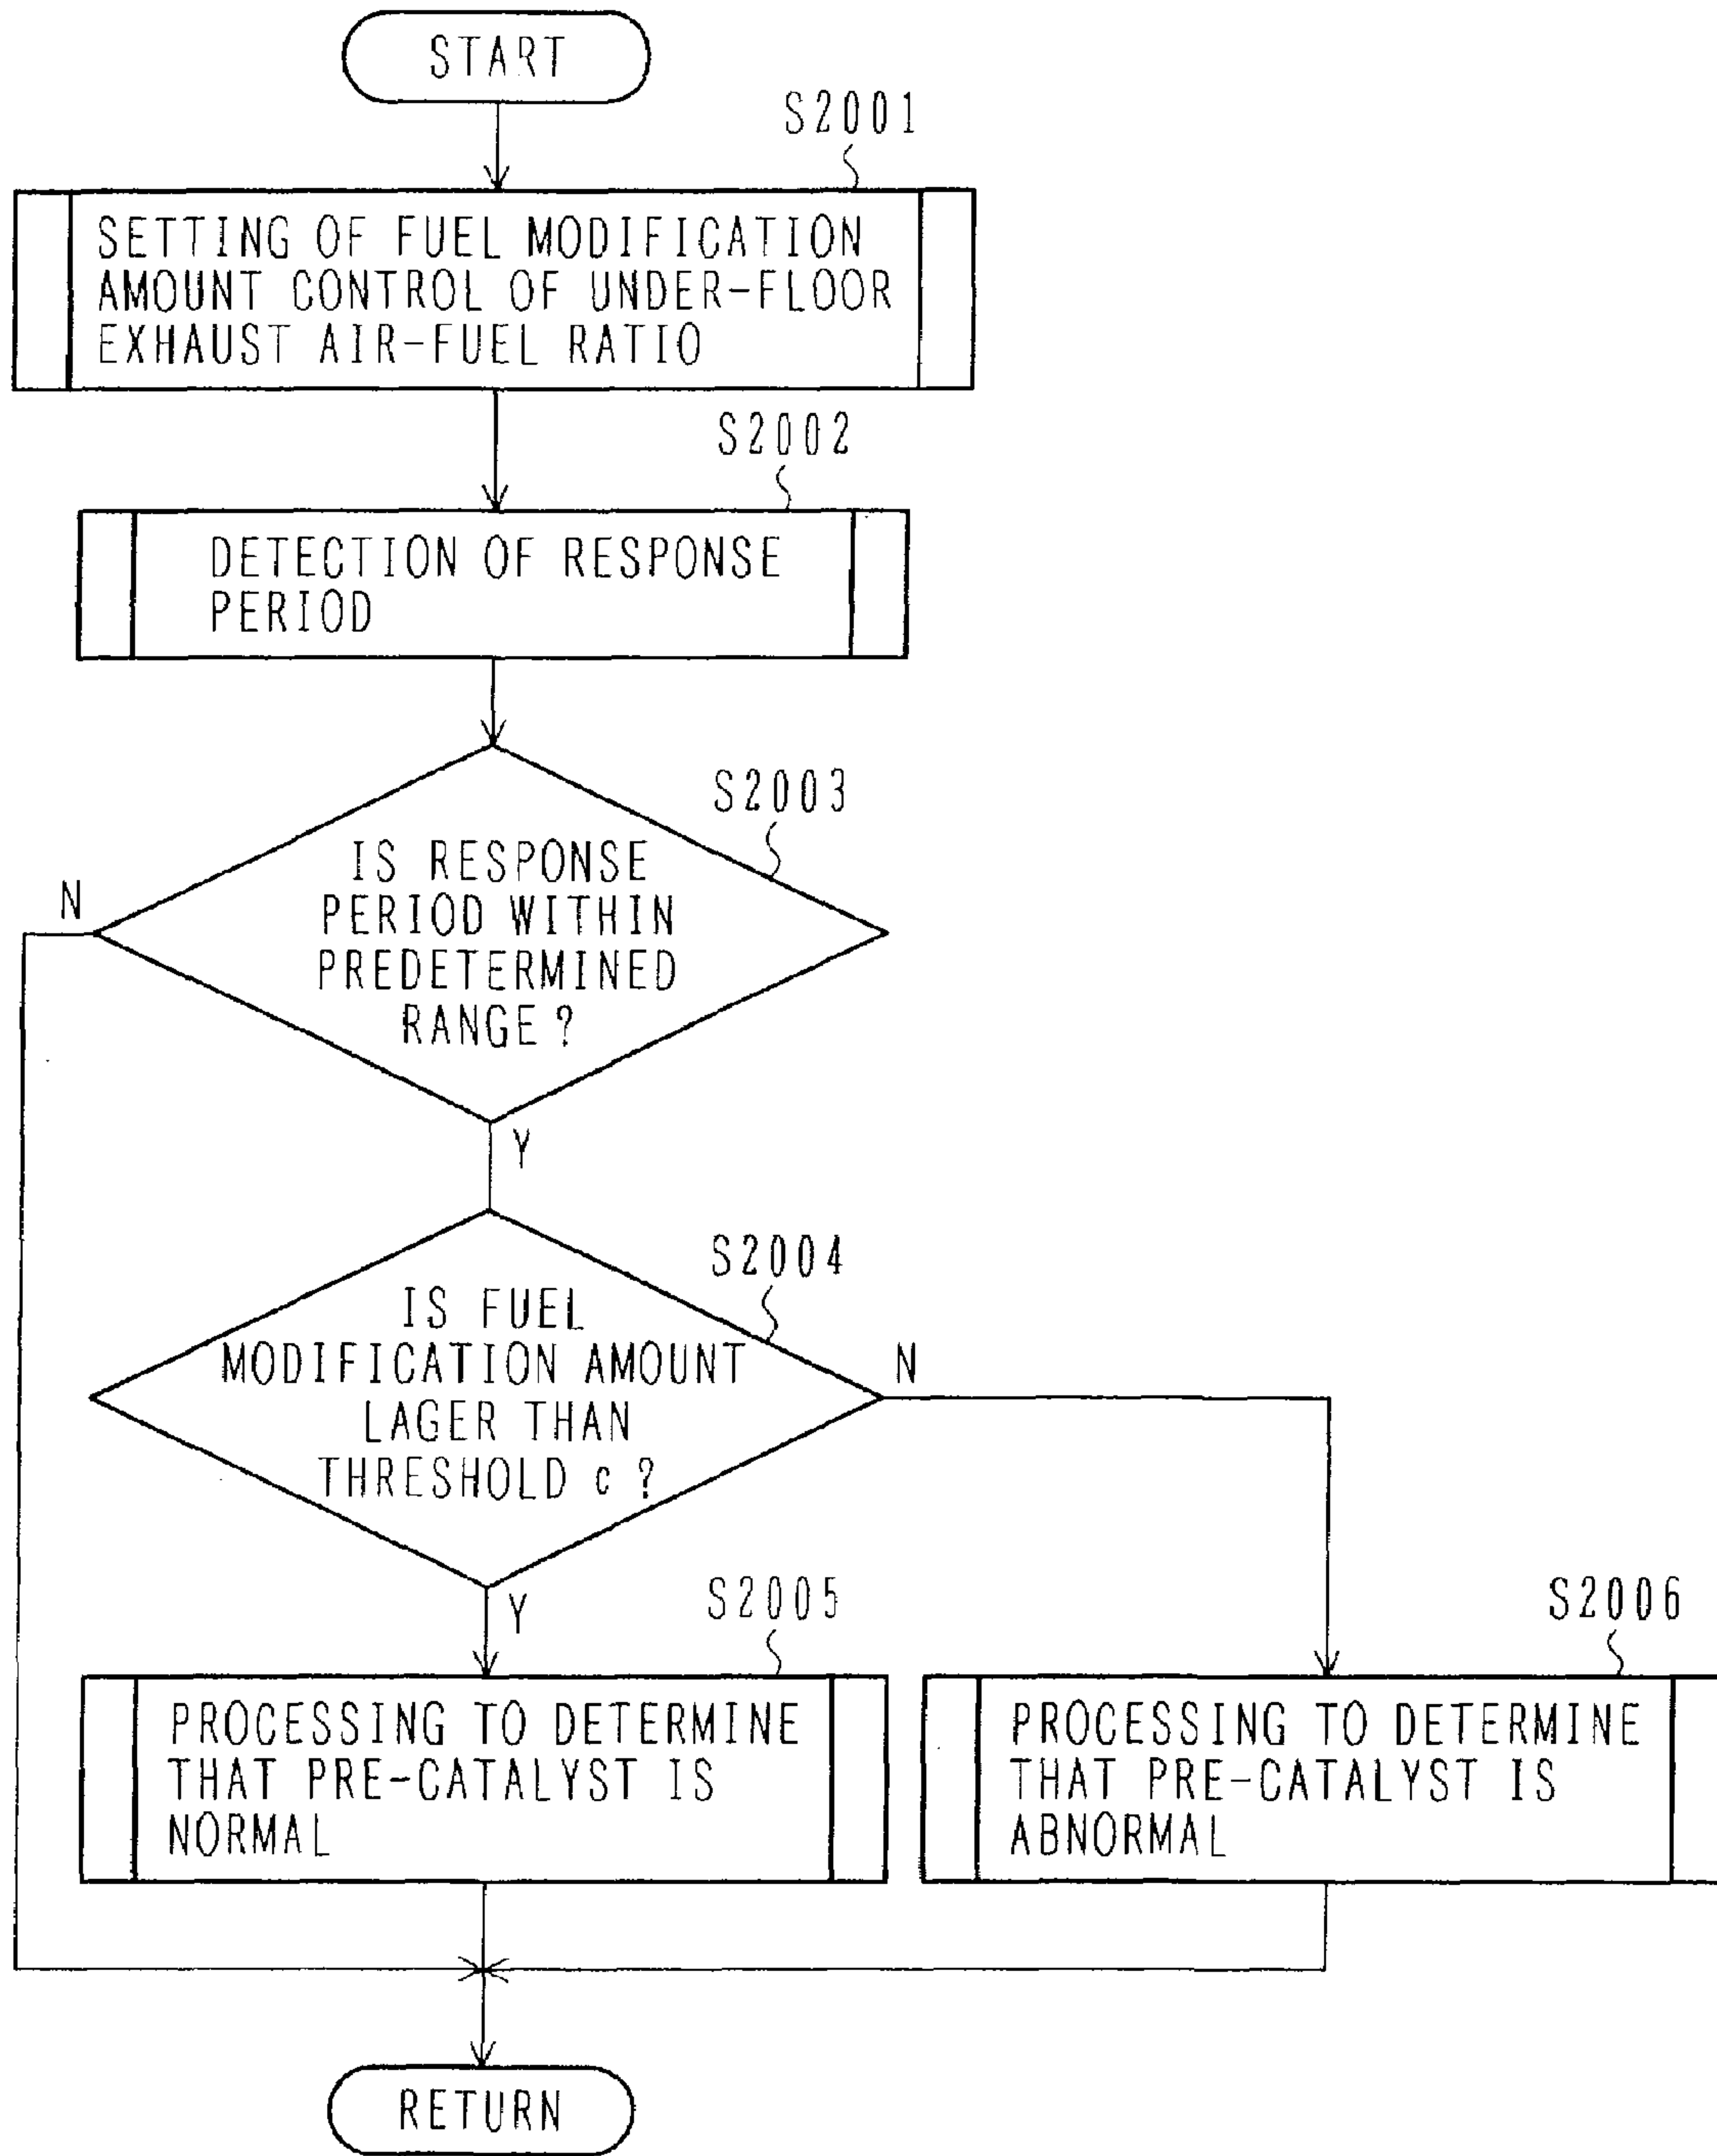 START
S2001
SETTING OF FUEL MODIFICATION
AMOUNT CONTROL OF UNDER-FLOOR
EXHAUST AIR-FUEL RATIO
S2002
DETECTION OF RESPONSE
PERIOD
S2003
IS RESPONSE
PERIOD WITHIN
PREDETERMINED
RANGE?
N
Y
S2004
IS FUEL
MODIFICATION AMOUNT
LAGER THAN
THRESHOLD c ?
N
Y
S2005
PROCESSING TO DETERMINE
THAT PRE-CATALYST IS
NORMAL
S2006
PROCESSING TO DETERMINE
THAT PRE-CATALYST IS
ABNORMAL
RETURN